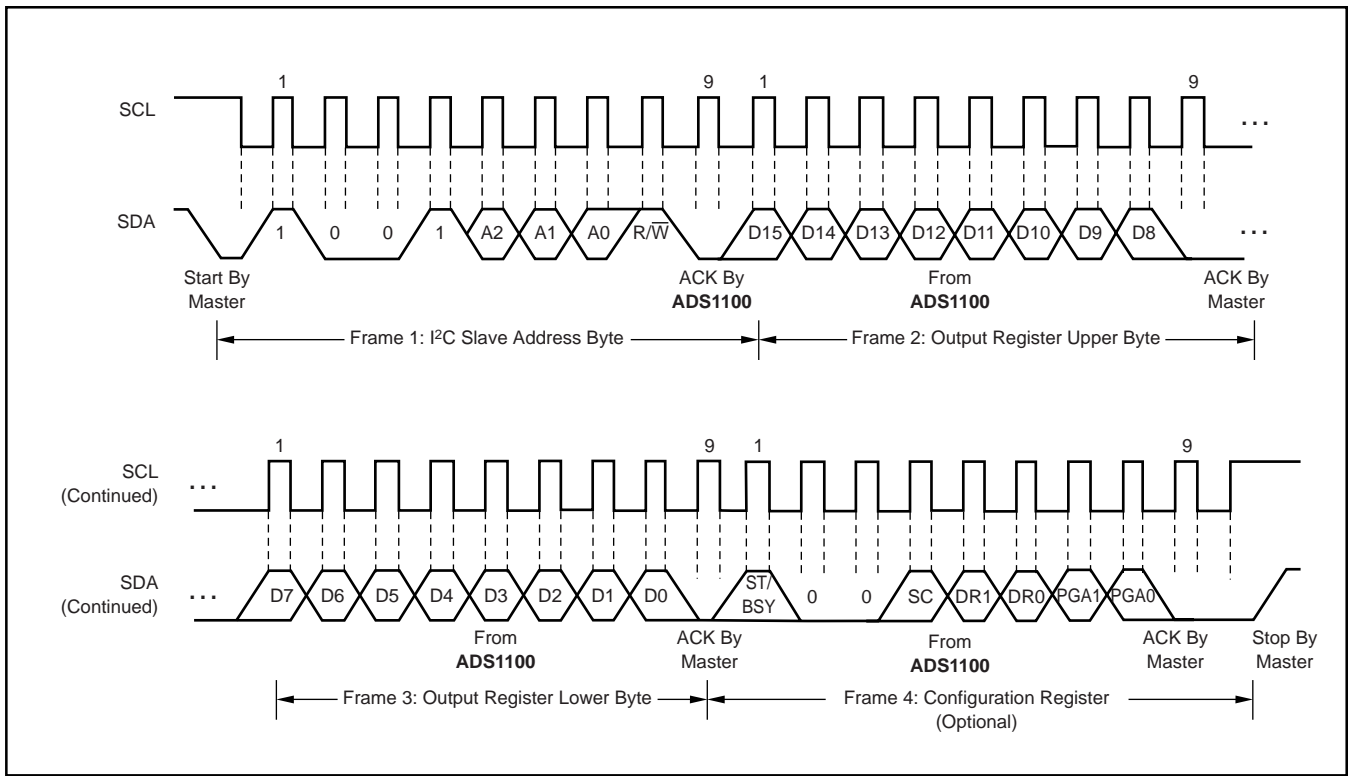 1 9 1 9
SCL
...
SDA 1 0 0 1 A2 A1 A0 R/W̅ D15 D14 D13 D12 D11 D10 D9 D8 ...
Start By Master
ACK By ADS1100
From ADS1100
ACK By Master
Frame 1: I²C Slave Address Byte
Frame 2: Output Register Upper Byte
1 9 1 9
SCL (Continued) ...
SDA (Continued) ... D7 D6 D5 D4 D3 D2 D1 D0 ST/BSY 0 0 SC DR1 DR0 PGA1 PGA0
From ADS1100
ACK By Master
From ADS1100
ACK By Master
Stop By Master
Frame 3: Output Register Lower Byte
Frame 4: Configuration Register
(Optional)